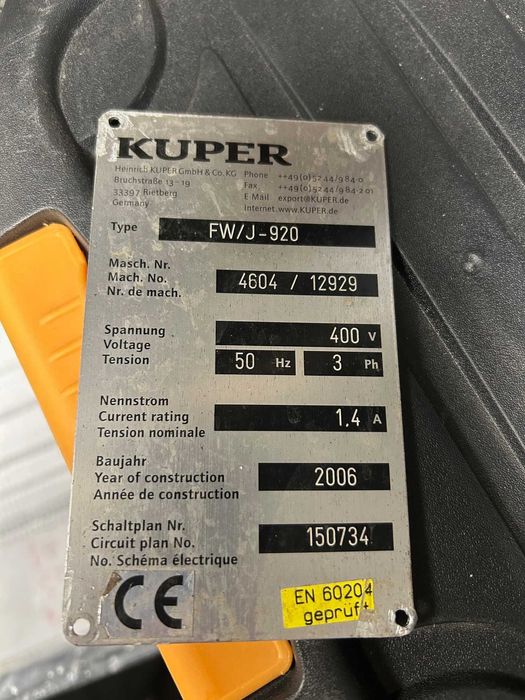 KUPER
Heinrich KUPER GmbH & Co. KG
Bruchstraße 13-19
33397 Rietberg
Germany
Phone ++49(0)5244/984-0
Fax ++49(0)5244/984-201
E Mail export@KUPER.de
Internet www.KUPER.de
Type FW/J-920
Masch. Nr.
Mach. No. 4604 / 12929
Nr. de mach.
Spannung 400 V
Voltage
Tension 50 Hz 3 Ph
Nennstrom
Current rating 1,4 A
Tension nominale
Baujahr
Year of construction 2006
Année de construction
Schaltplan Nr.
Circuit plan No. 150734
No. Schéma électrique
CE
EN 60204
geprüft